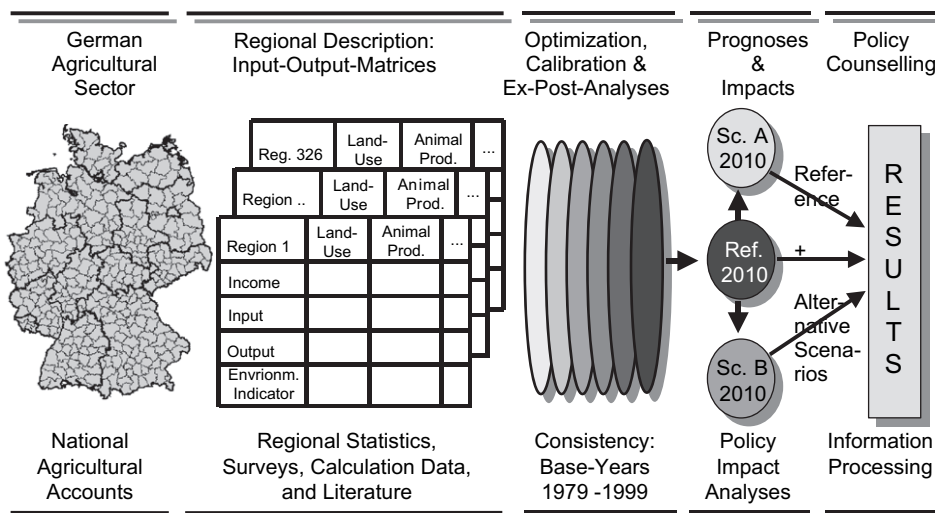 German
Agricultural
Sector
Regional Description:
Input-Output-Matrices
Optimization,
Calibration &
Ex-Post-Analyses
Prognoses
&
Impacts
Policy
Counselling
Reg. 326
Land-
Use
Animal
Prod.
...
Region ..
Land-
Use
Animal
Prod.
...
Region 1
Land-
Use
Animal
Prod.
...
Income
Input
Output
Envrionm.
Indicator
Sc. A
2010
Ref.
2010
Sc. B
2010
Refer-
ence
+
Alter-
native
Scena-
rios
R
E
S
U
L
T
S
National
Agricultural
Accounts
Regional Statistics,
Surveys, Calculation Data,
and Literature
Consistency:
Base-Years
1979 -1999
Policy
Impact
Analyses
Information
Processing